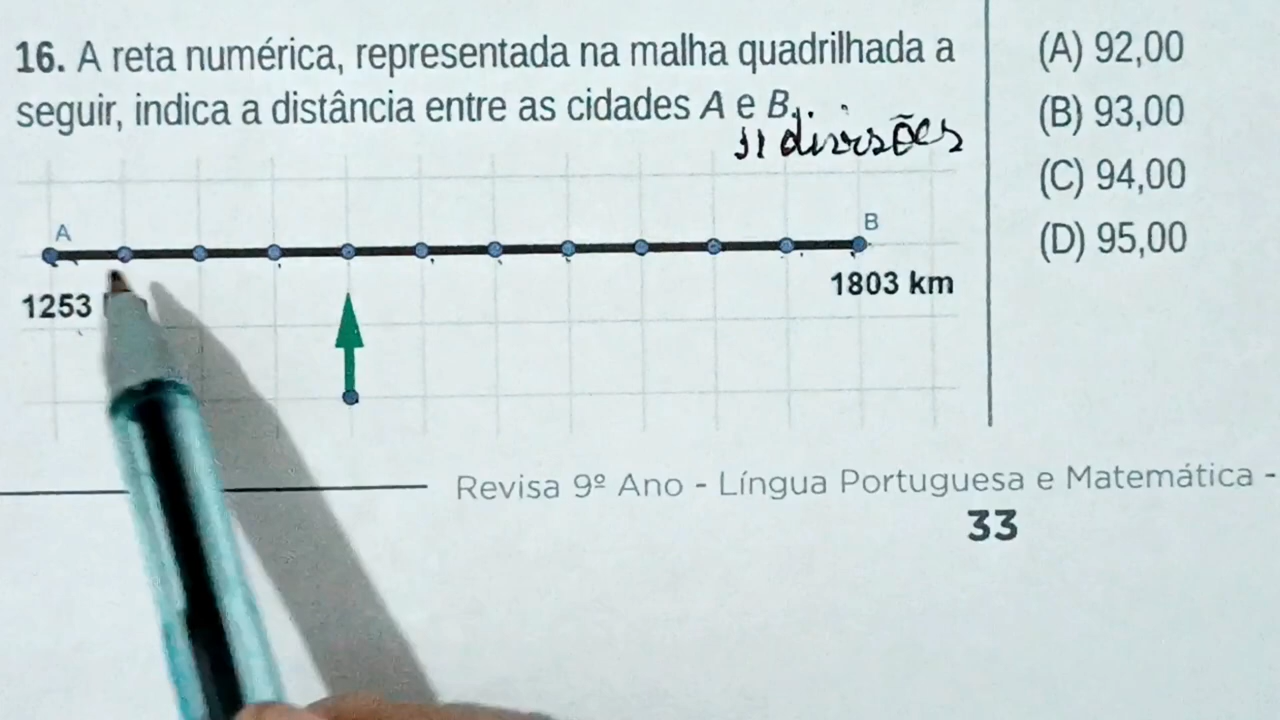 16. A reta numérica, representada na malha quadrilhada a
seguir, indica a distância entre as cidades A e B.
11 divisões
A
B
1253
1803 km
(A) 92,00
(B) 93,00
(C) 94,00
(D) 95,00
Revisa 9º Ano - Língua Portuguesa e Matemática -
33